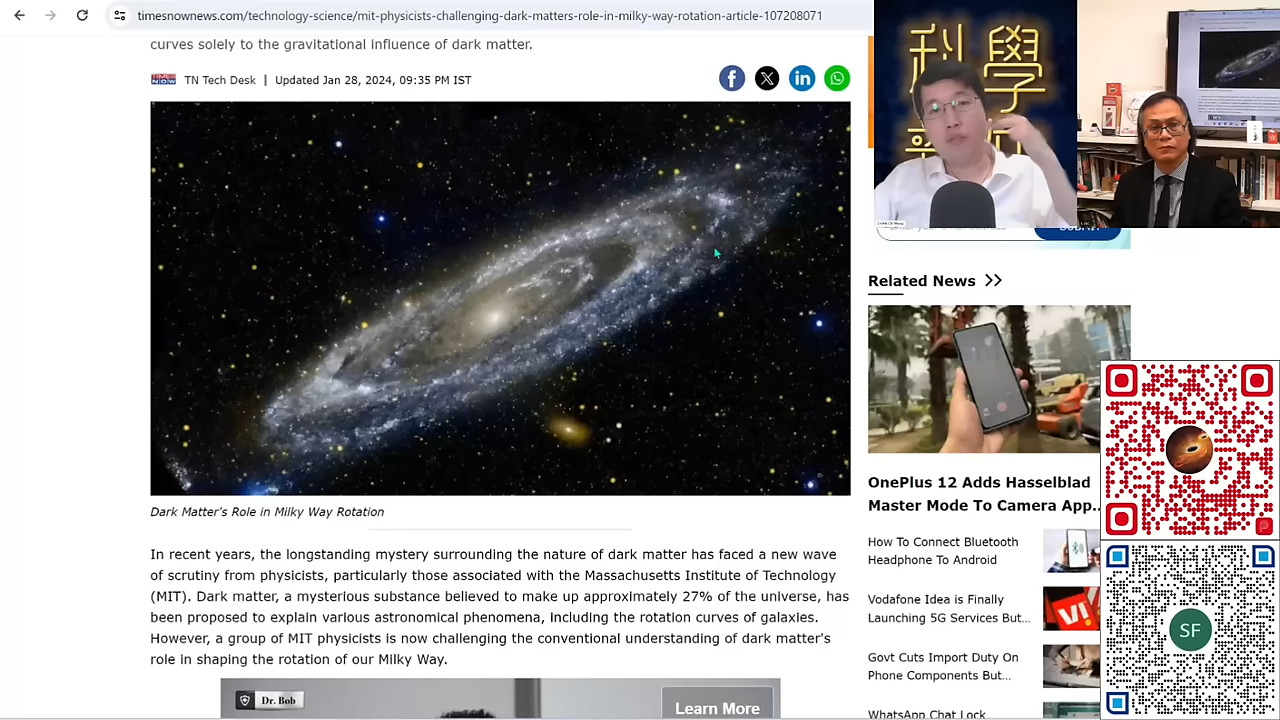 timesnownews.com/technology-science/mit-physicists-challenging-dark-matters-role-in-milky-way-rotation-article-107208071
curves solely to the gravitational influence of dark matter.
TN Tech Desk | Updated Jan 28, 2024, 09:35 PM IST
科學
Dark Matter's Role in Milky Way Rotation
In recent years, the longstanding mystery surrounding the nature of dark matter has faced a new wave
of scrutiny from physicists, particularly those associated with the Massachusetts Institute of Technology
(MIT). Dark matter, a mysterious substance believed to make up approximately 27% of the universe, has
been proposed to explain various astronomical phenomena, including the rotation curves of galaxies.
However, a group of MIT physicists is now challenging the conventional understanding of dark matter's
role in shaping the rotation of our Milky Way.
Dr. Bob
Learn More
SUBMIT
Related News
OnePlus 12 Adds Hasselblad
Master Mode To Camera App..
How To Connect Bluetooth
Headphone To Android
Vodafone Idea is Finally
Launching 5G Services But...
Govt Cuts Import Duty On
Phone Components But...
WhatsApp Chat Lock
SF